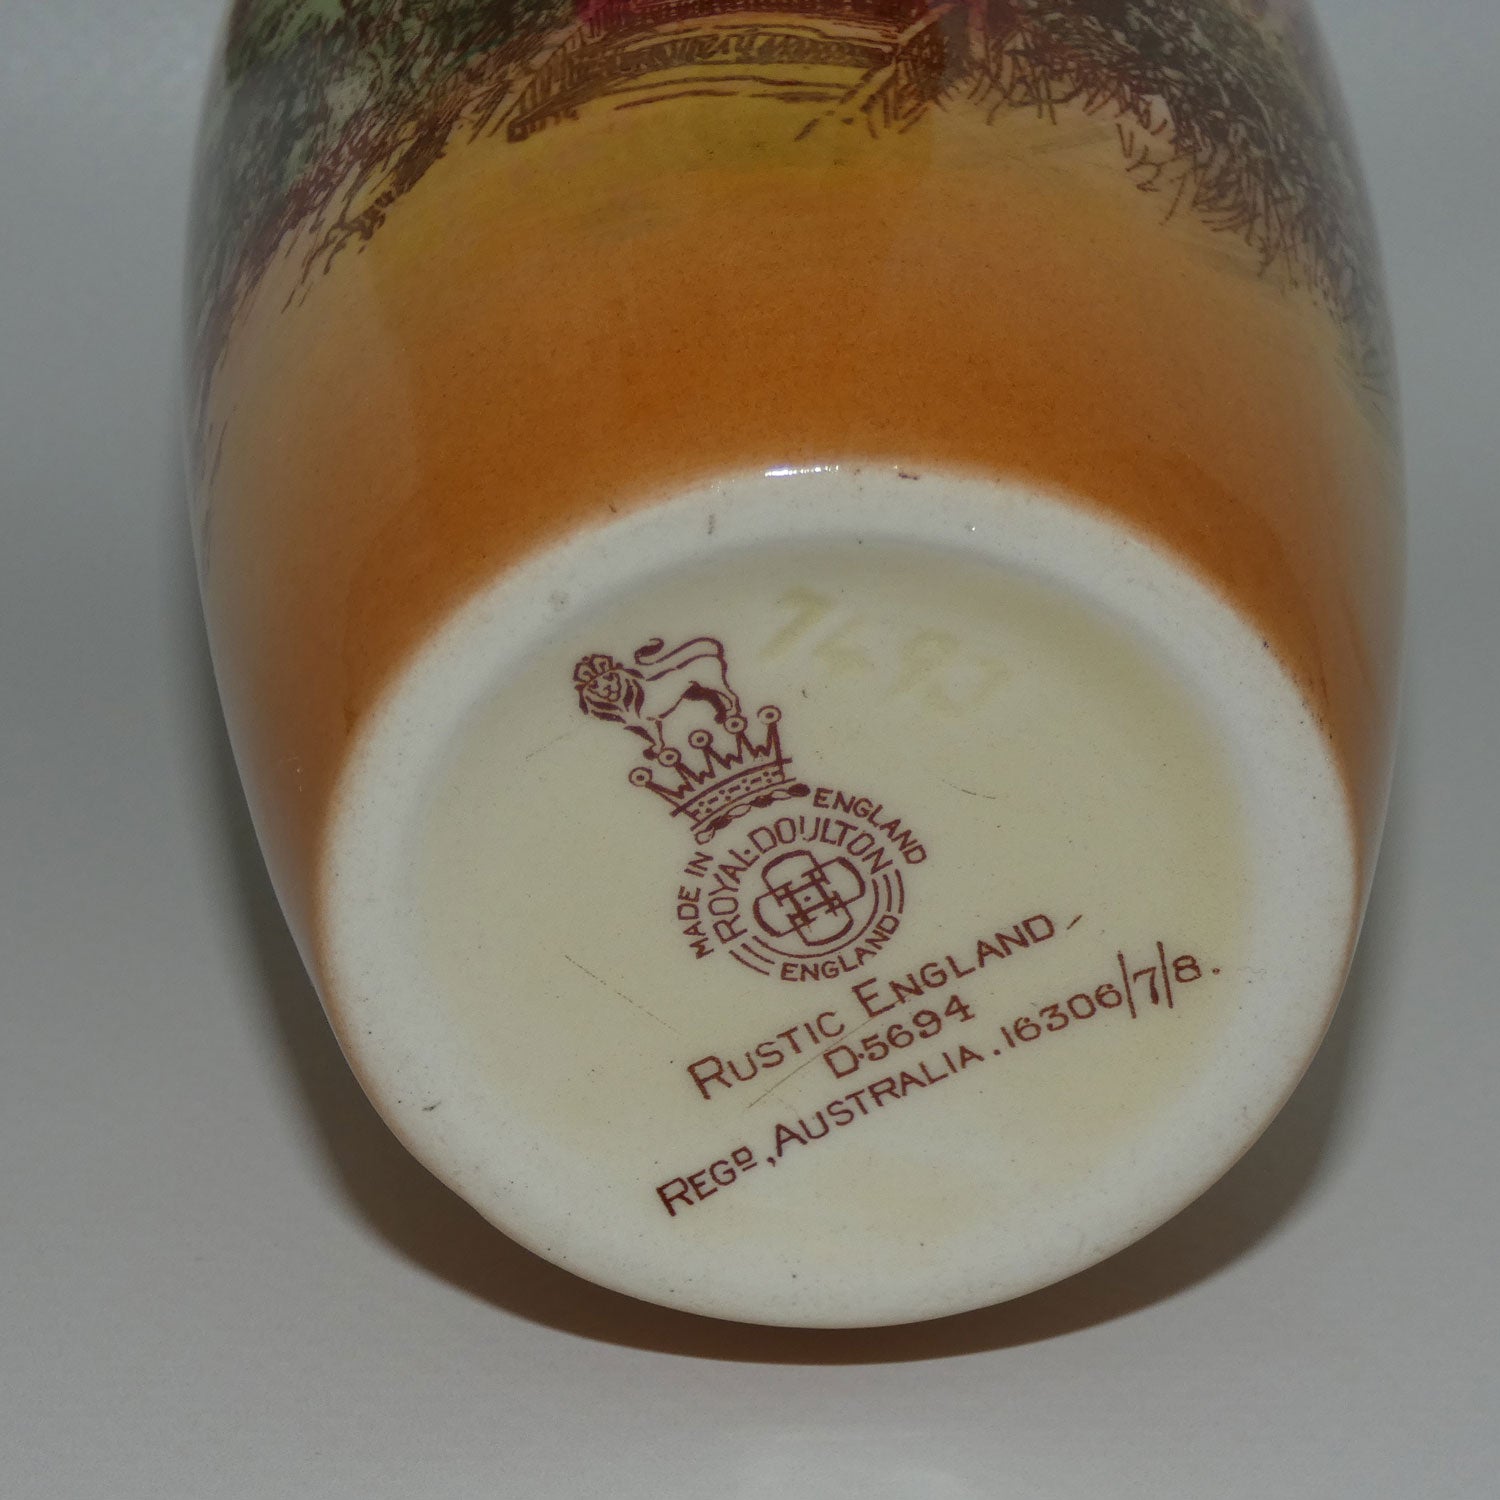 MADE IN ENGLAND
ROYAL·DOULTON
ENGLAND
RUSTIC ENGLAND
D·5694
REGD, AUSTRALIA. 16306/7/8.